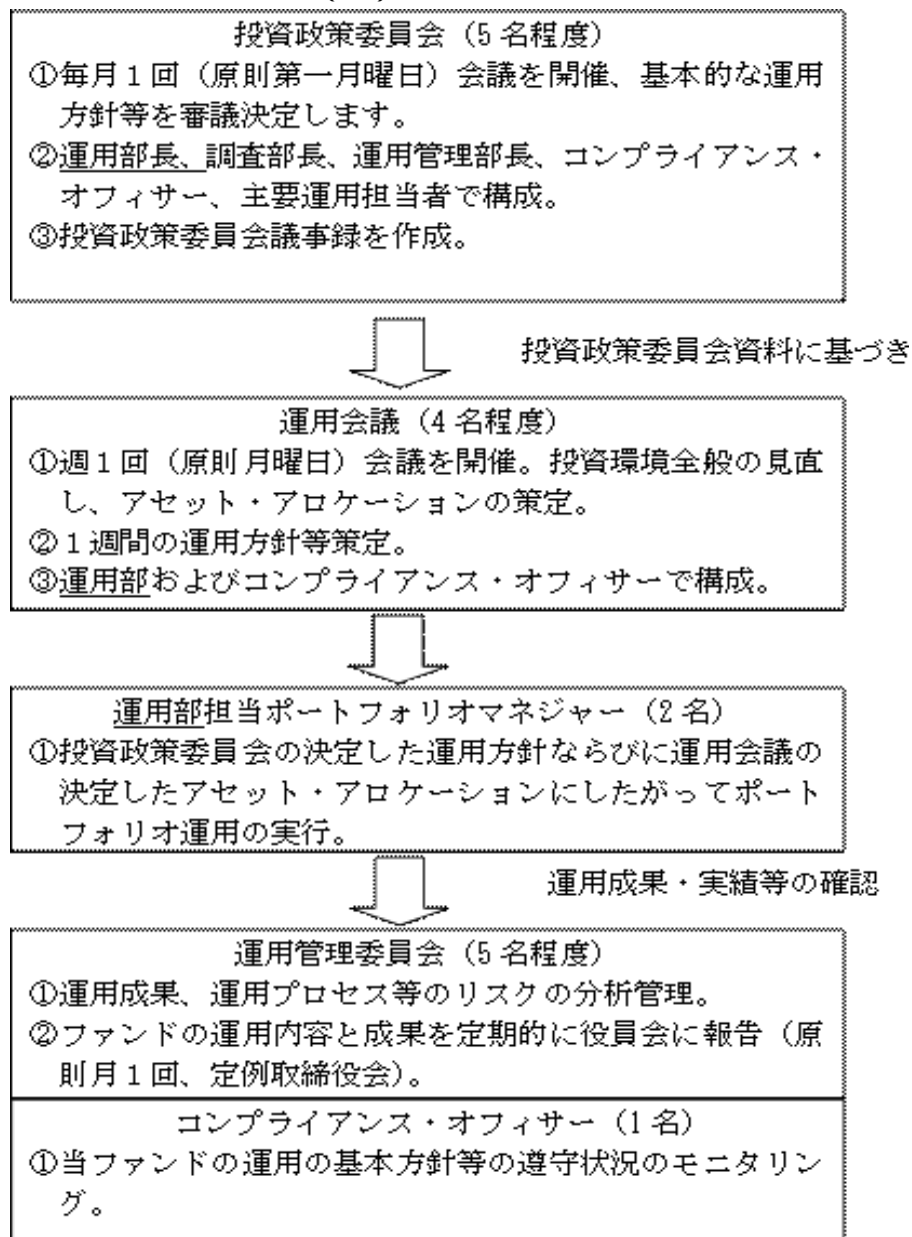 投資政策委員会（5名程度）
①毎月1回（原則第一月曜日）会議を開催、基本的な運用
方針等を審議決定します。
②運用部長、調査部長、運用管理部長、コンプライアンス・
オフィサー、主要運用担当者で構成。
③投資政策委員会議事録を作成。
投資政策委員会資料に基づき
運用会議（4名程度）
①週1回（原則月曜日）会議を開催。投資環境全般の見直
し、アセット・アロケーションの策定。
②1週間の運用方針等策定。
③運用部およびコンプライアンス・オフィサーで構成。
運用部担当ポートフォリオマネジャー（2名）
①投資政策委員会の決定した運用方針ならびに運用会議の
決定したアセット・アロケーションにしたがってポート
フォリオ運用の実行。
運用成果・実績等の確認
運用管理委員会（5名程度）
①運用成果、運用プロセス等のリスクの分析管理。
②ファンドの運用内容と成果を定期的に役員会に報告（原
則月1回、定例取締役会）。
コンプライアンス・オフィサー（1名）
①当ファンドの運用の基本方針等の遵守状況のモニタリン
グ。